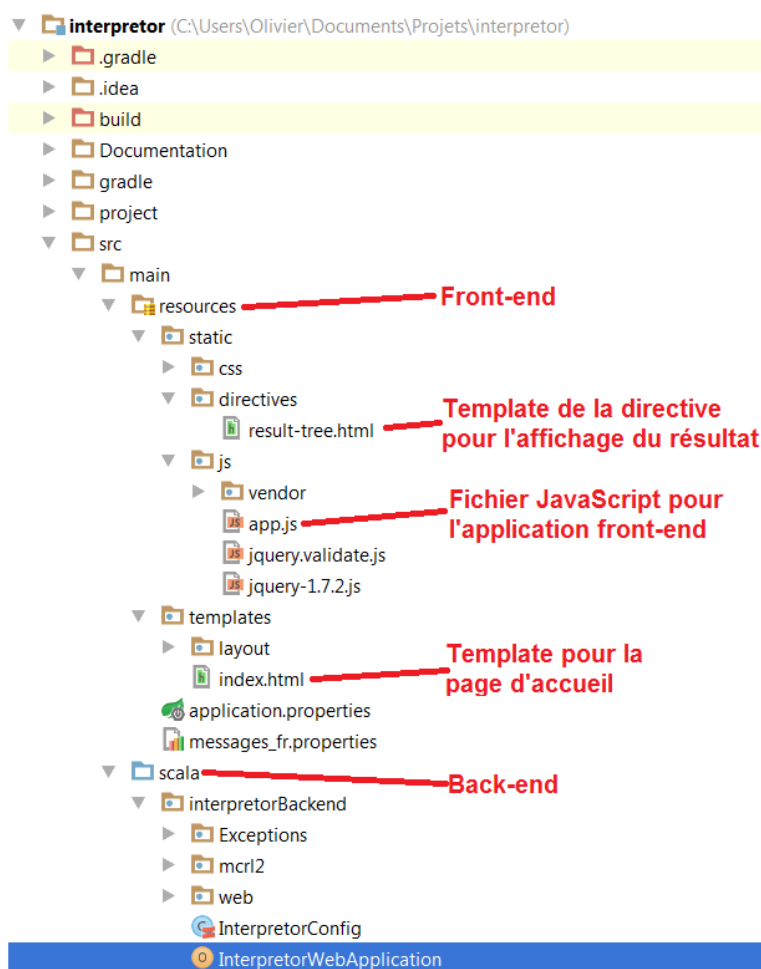 interpretor (C:\Users\Olivier\Documents\Projets\interpretor)
.gradle
.idea
build
Documentation
gradle
project
src
main
resources
Front-end
static
css
directives
result-tree.html
Template de la directive
pour l'affichage du résultat
js
vendor
app.js
Fichier JavaScript pour
l'application front-end
jquery.validate.js
jquery-1.7.2.js
templates
layout
index.html
Template pour la
page d'accueil
application.properties
messages_fr.properties
scala
Back-end
interpretorBackend
Exceptions
mcrl2
web
InterpretorConfig
InterpretorWebApplication